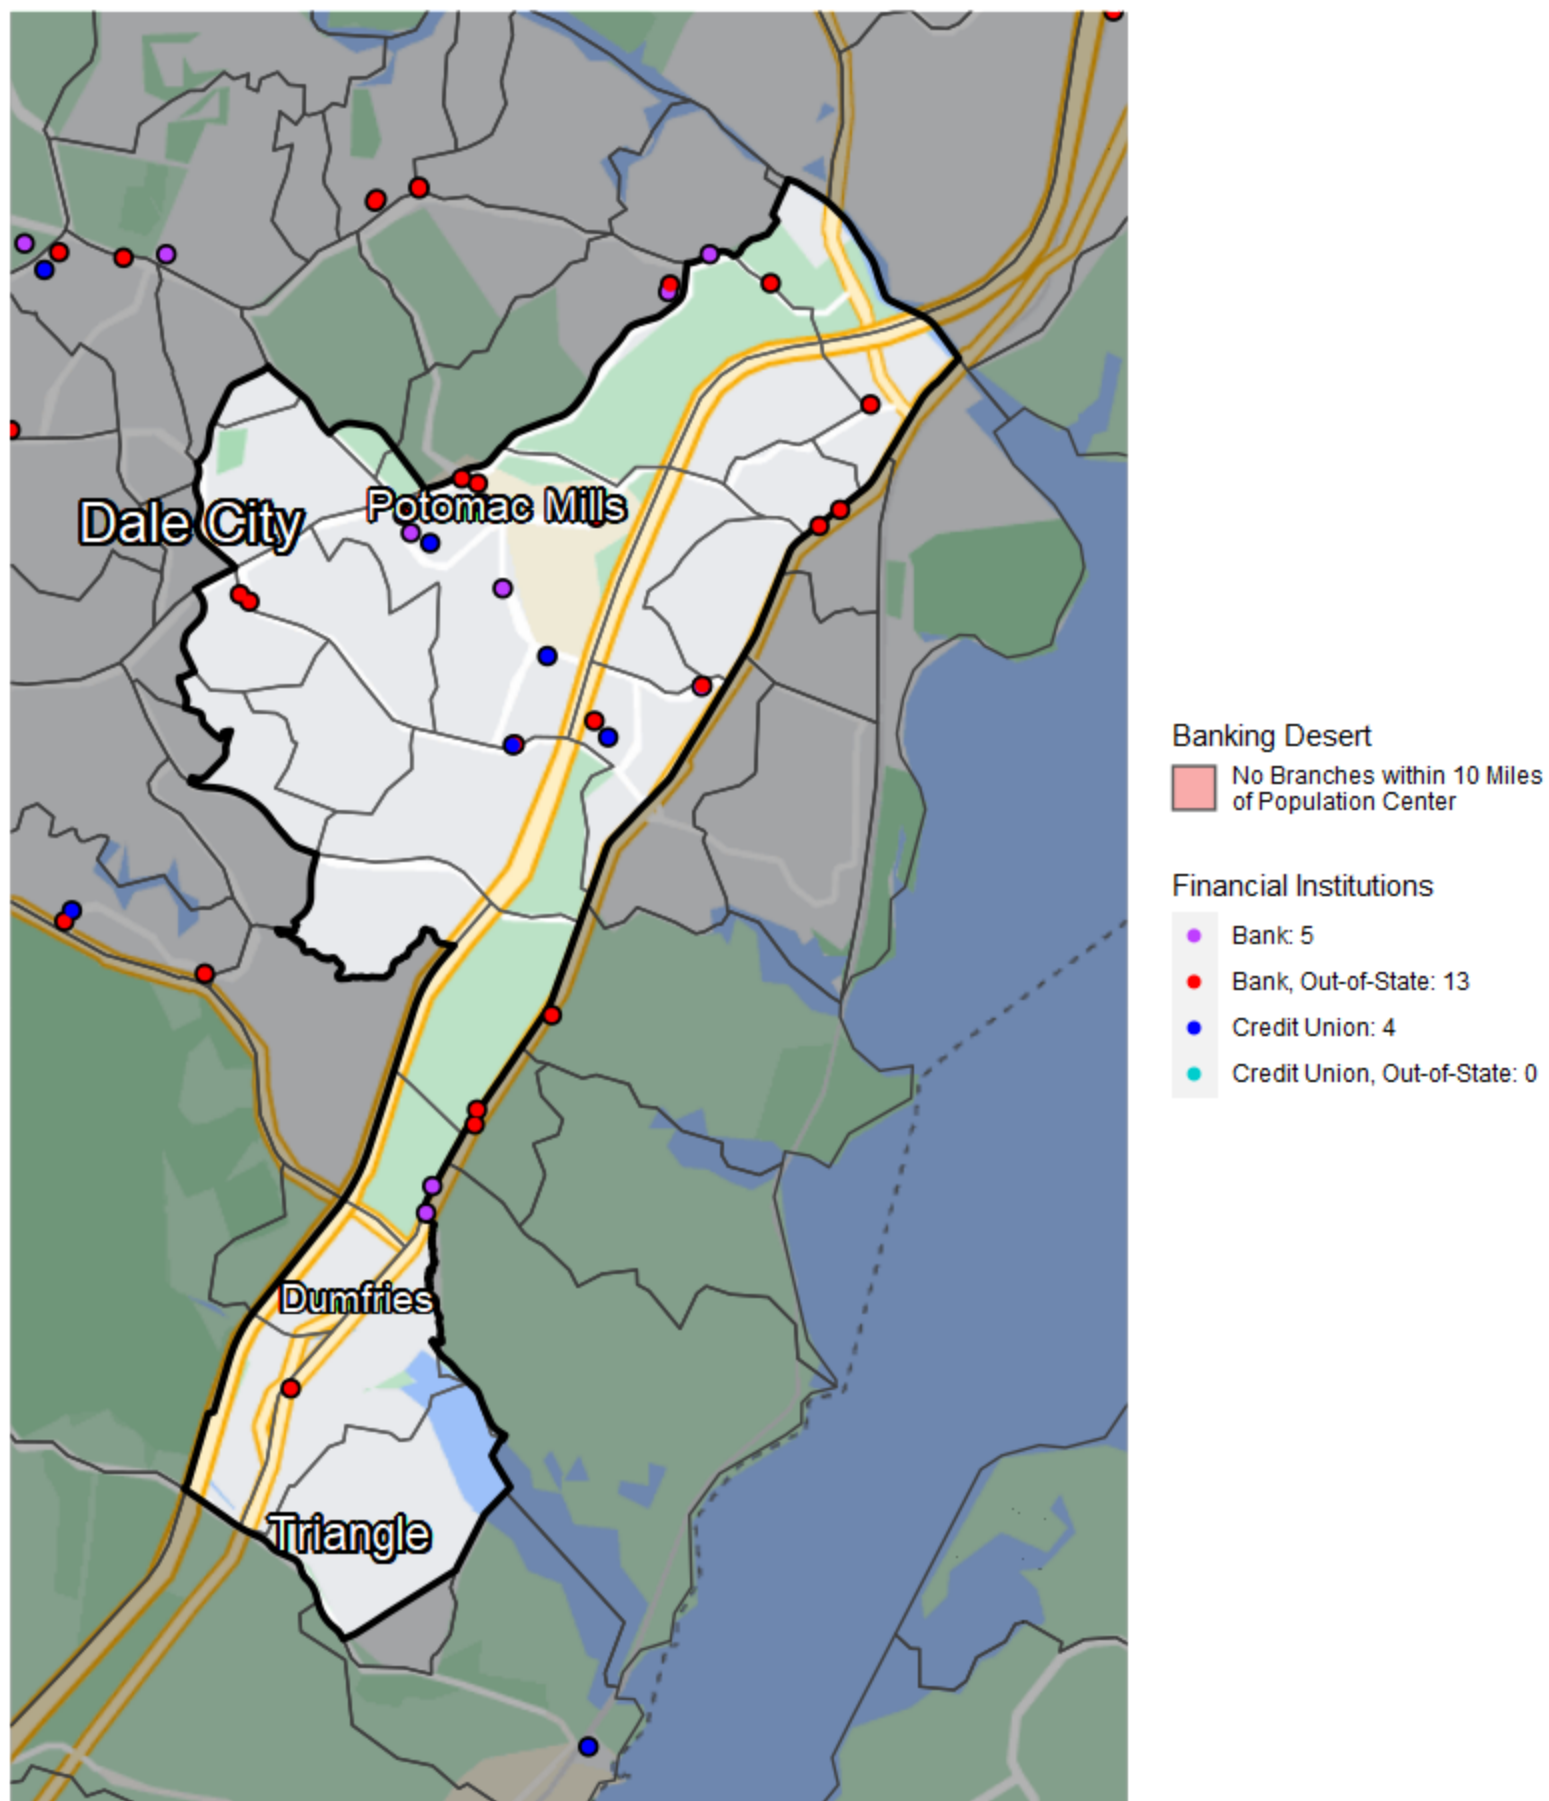 Dale City
Potomac Mills
Dumfries
Triangle
Banking Desert
No Branches within 10 Miles
of Population Center
Financial Institutions
Bank: 5
Bank, Out-of-State: 13
Credit Union: 4
Credit Union, Out-of-State: 0